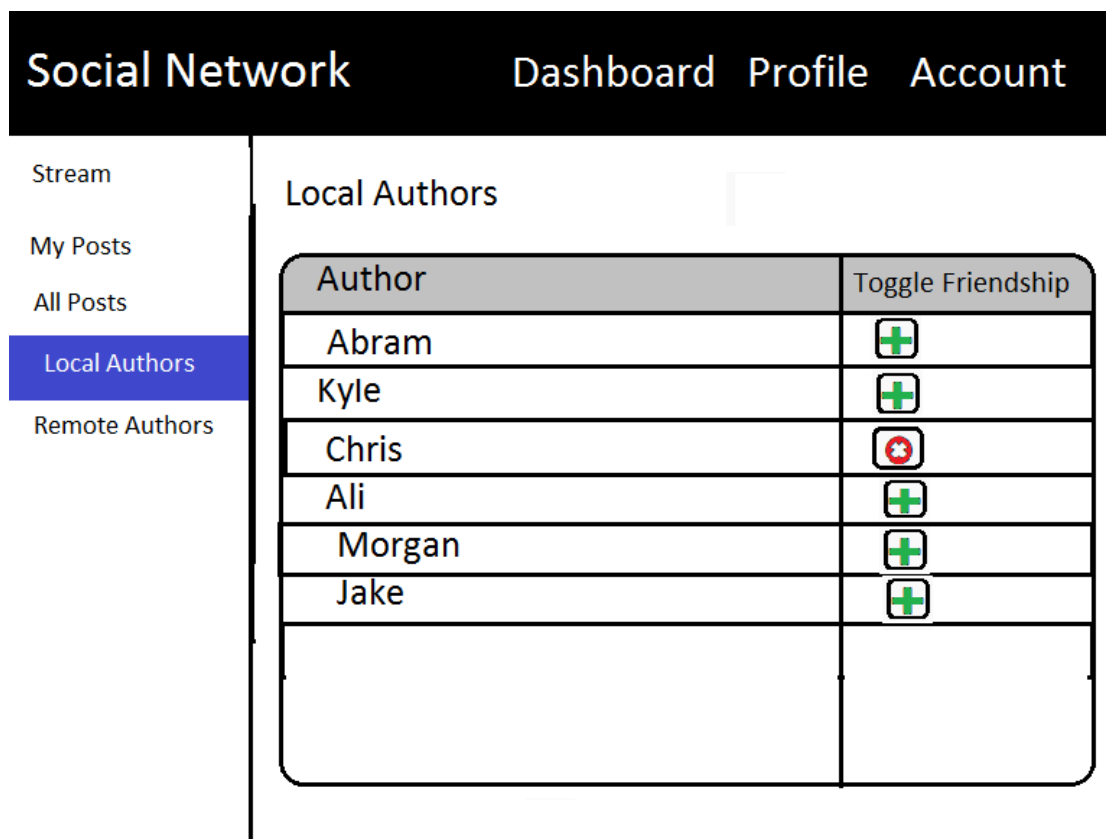 Social Network Dashboard Profile Account
Stream
My Posts
All Posts
Local Authors
Remote Authors
Local Authors
Author Toggle Friendship
Abram
Kyle
Chris
Ali
Morgan
Jake